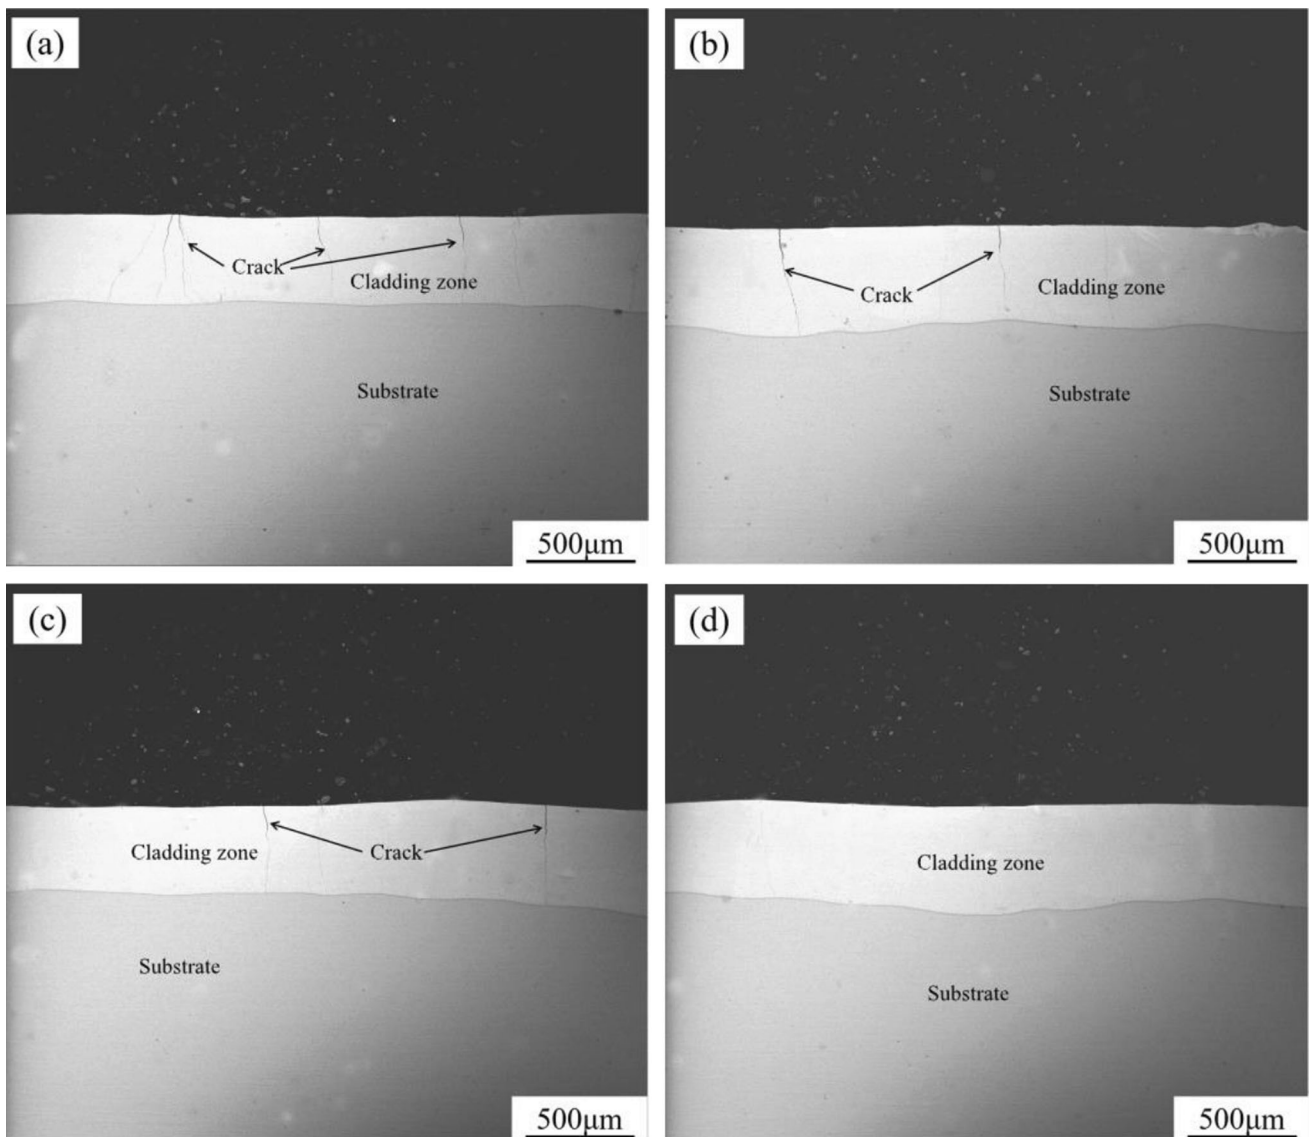 (a)
Crack
Cladding zone
Substrate
500μm
(b)
Crack
Cladding zone
Substrate
500μm
(c)
Cladding zone
Crack
Substrate
500μm
(d)
Cladding zone
Substrate
500μm